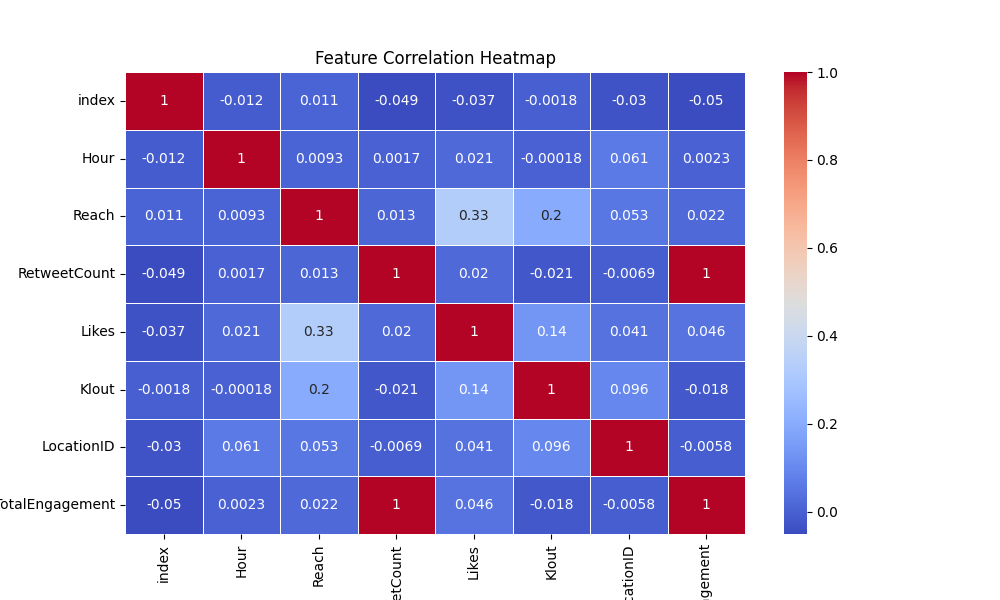 Feature Correlation Heatmap
index 1 -0.012 0.011 -0.049 -0.037 -0.0018 -0.03 -0.05
Hour -0.012 1 0.0093 0.0017 0.021 -0.00018 0.061 0.0023
Reach 0.011 0.0093 1 0.013 0.33 0.2 0.053 0.022
RetweetCount -0.049 0.0017 0.013 1 0.02 -0.021 -0.0069 1
Likes -0.037 0.021 0.33 0.02 1 0.14 0.041 0.046
Klout -0.0018 -0.00018 0.2 -0.021 0.14 1 0.096 -0.018
LocationID -0.03 0.061 0.053 -0.0069 0.041 0.096 1 -0.0058
otalEngagement -0.05 0.0023 0.022 1 0.046 -0.018 -0.0058 1
index Hour Reach etCount Likes Klout cationID gagement
1.0
0.8
0.6
0.4
0.2
0.0